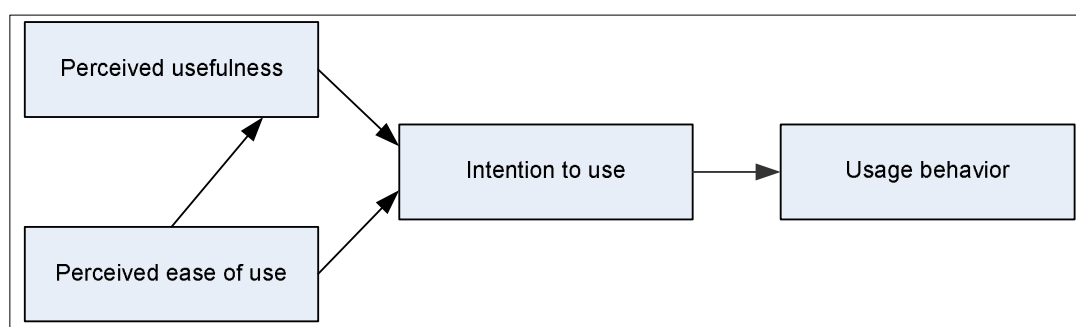 Perceived usefulness
Intention to use
Usage behavior
Perceived ease of use